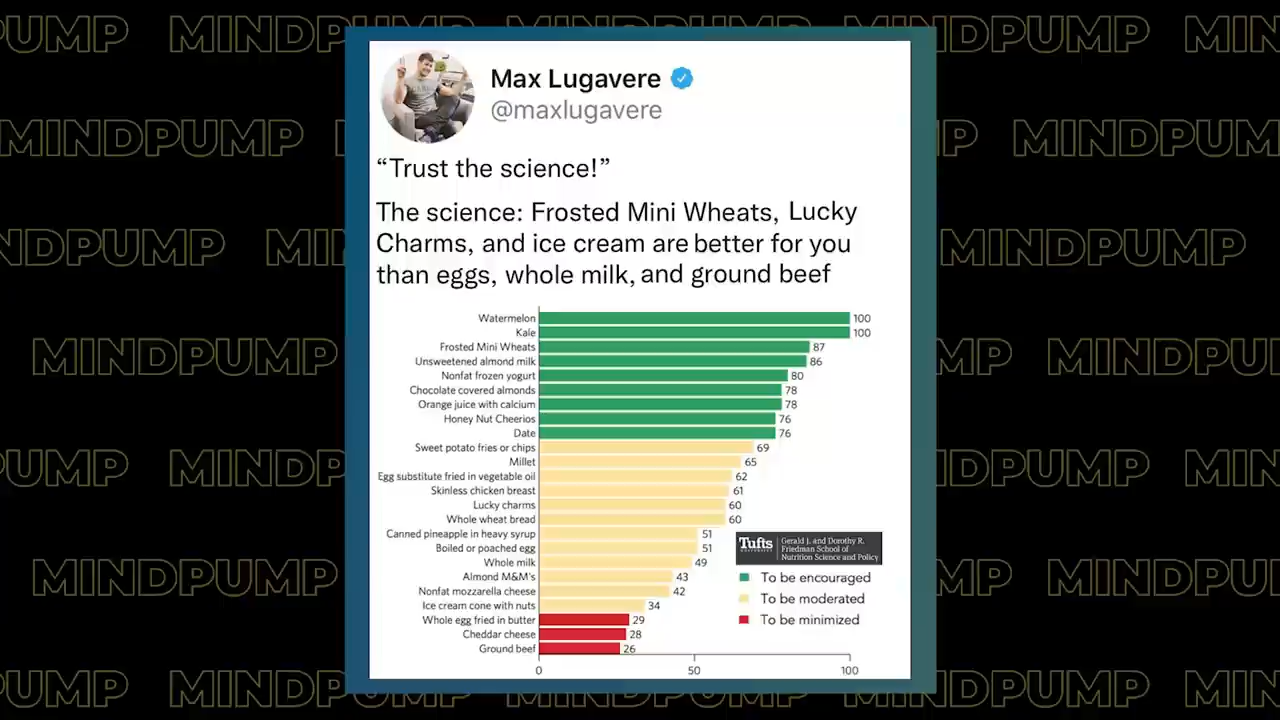 MINDPUMP
Max Lugavere
@maxlugavere
“Trust the science!”
The science: Frosted Mini Wheats, Lucky
Charms, and ice cream are better for you
than eggs, whole milk, and ground beef
Watermelon 100
Kale 100
Frosted Mini Wheats 87
Unsweetened almond milk 86
Nonfat frozen yogurt 80
Chocolate covered almonds 78
Orange juice with calcium 78
Honey Nut Cheerios 76
Date 76
Sweet potato fries or chips 69
Millet 65
Egg substitute fried in vegetable oil 62
Skinless chicken breast 61
Lucky charms 60
Whole wheat bread 60
Canned pineapple in heavy syrup 51
Boiled or poached egg 51
Whole milk 49
Almond M&M's 43
Nonfat mozzarella cheese 42
Ice cream cone with nuts 34
Whole egg fried in butter 29
Cheddar cheese 28
Ground beef 26
0 50 100
Tufts
UNIVERSITY
Gerald J. and Dorothy R.
Friedman School of
Nutrition Science and Policy
To be encouraged
To be moderated
To be minimized